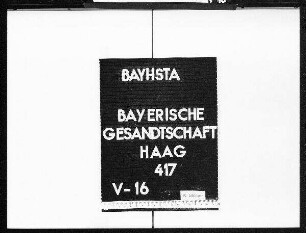 BAYHSTA
BAYERISCHE
GESANDTSCHAFT
HAAG
417
V-16